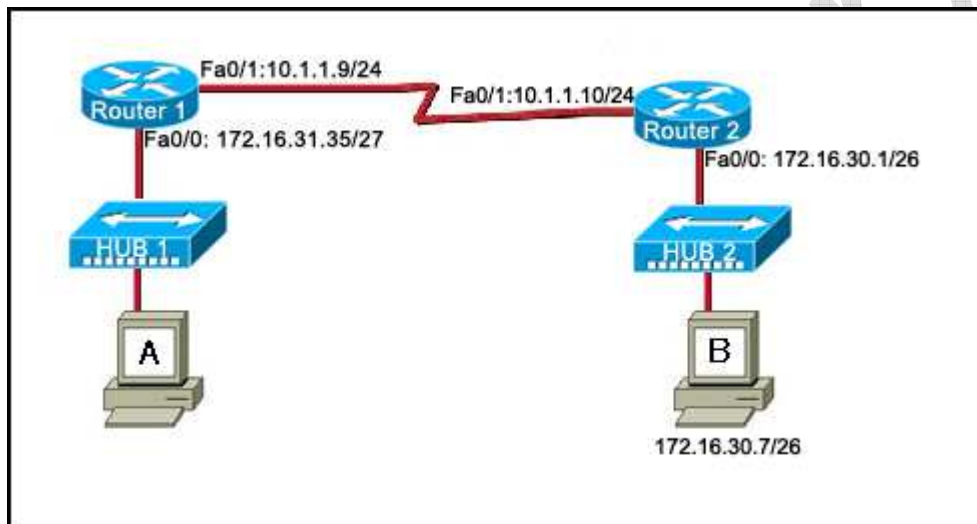 Fa0/1:10.1.1.9/24
Router 1
Fa0/1:10.1.1.10/24
Router 2
Fa0/0: 172.16.31.35/27
Fa0/0: 172.16.30.1/26
HUB 1
HUB 2
A
B
172.16.30.7/26